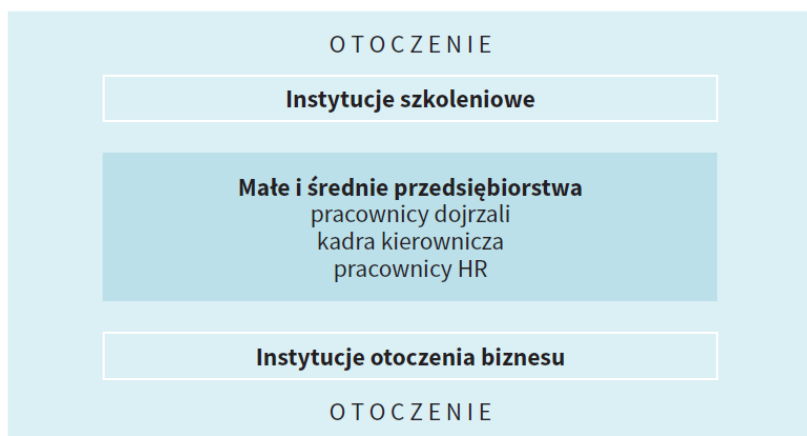 OTOCZENIE
Instytucje szkoleniowe
Małe i średnie przedsiębiorstwa
pracownicy dojrzali
kadra kierownicza
pracownicy HR
Instytucje otoczenia biznesu
OTOCZENIE